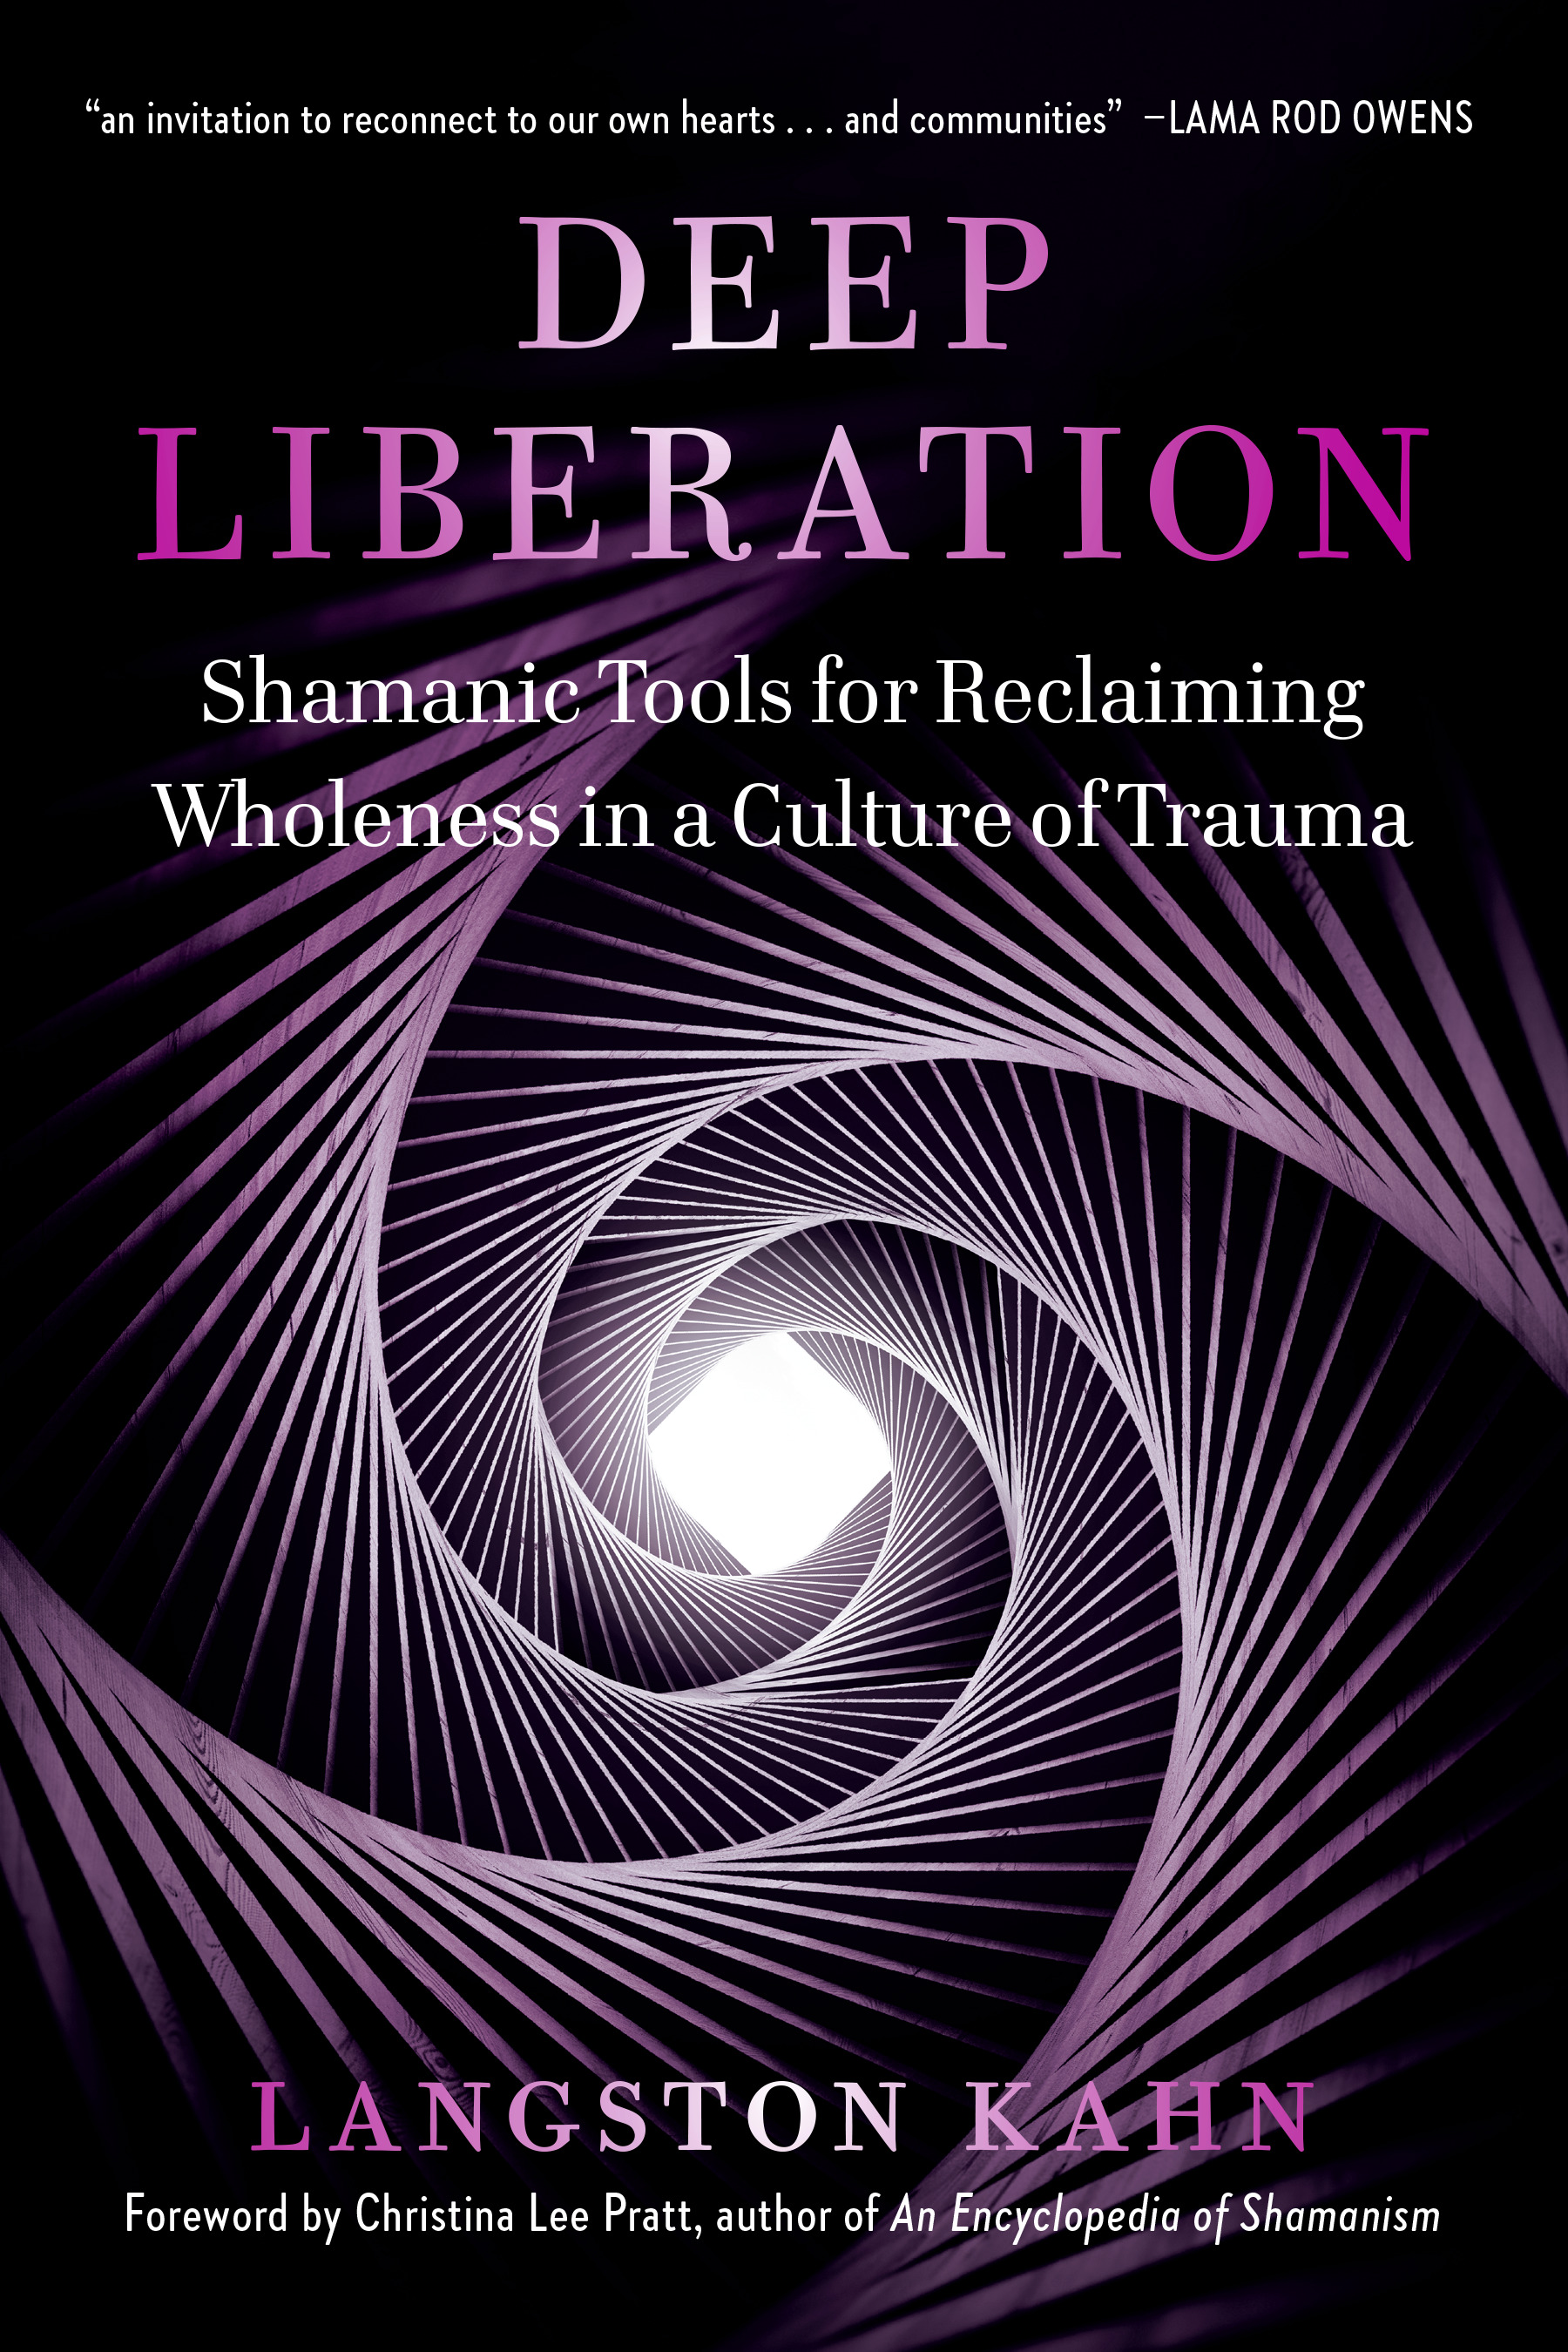 “an invitation to reconnect to our own hearts . . . and communities” —LAMA ROD OWENS
DEEP
LIBERATION
Shamanic Tools for Reclaiming
Wholeness in a Culture of Trauma
LANGSTON KAHN
Foreword by Christina Lee Pratt, author of An Encyclopedia of Shamanism